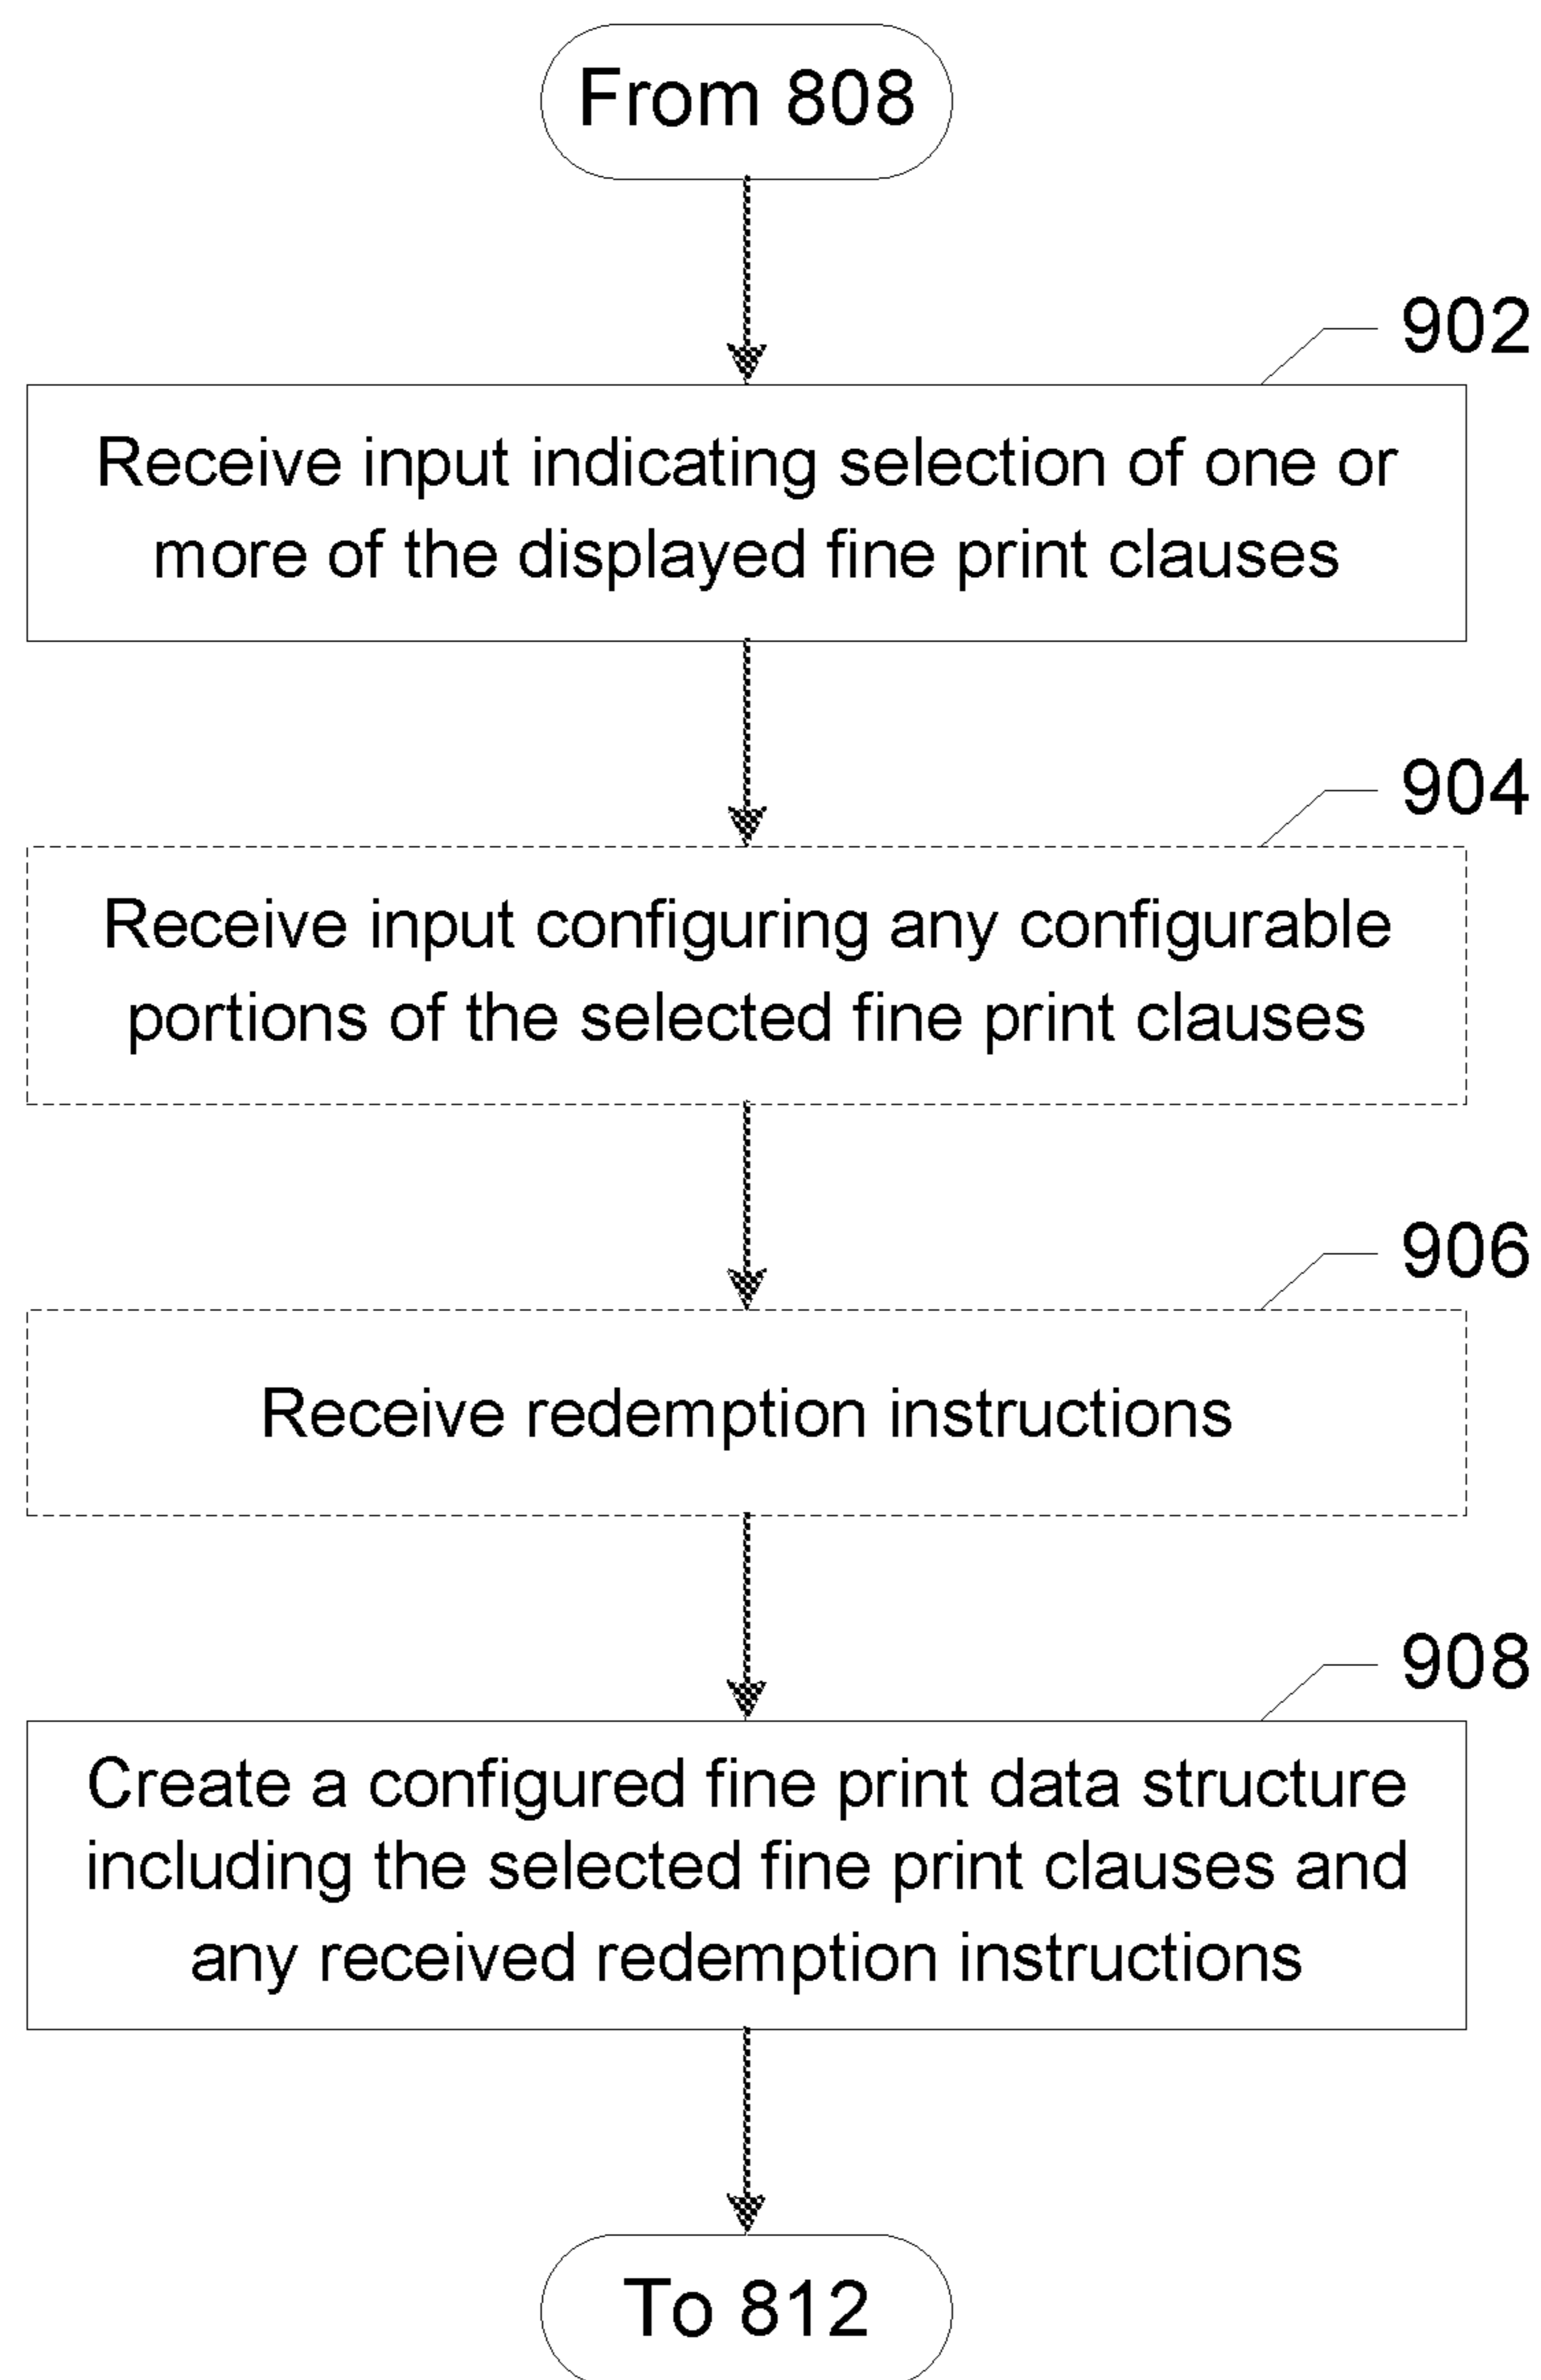 From 808
902
Receive input indicating selection of one or
more of the displayed fine print clauses
904
Receive input configuring any configurable
portions of the selected fine print clauses
906
Receive redemption instructions
908
Create a configured fine print data structure
including the selected fine print clauses and
any received redemption instructions
To 812